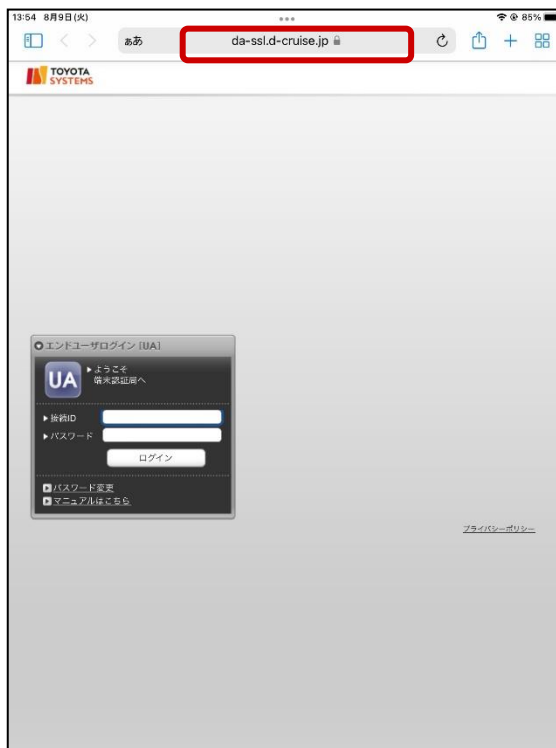 13:54 8月9日(火)
85%
ああ
da-ssl.d-cruise.jp
TOYOTA
SYSTEMS
エンドユーザログイン [UA]
UA
ようこそ
端末認証局へ
接続ID
パスワード
ログイン
パスワード変更
マニュアルはこちら
プライバシーポリシー